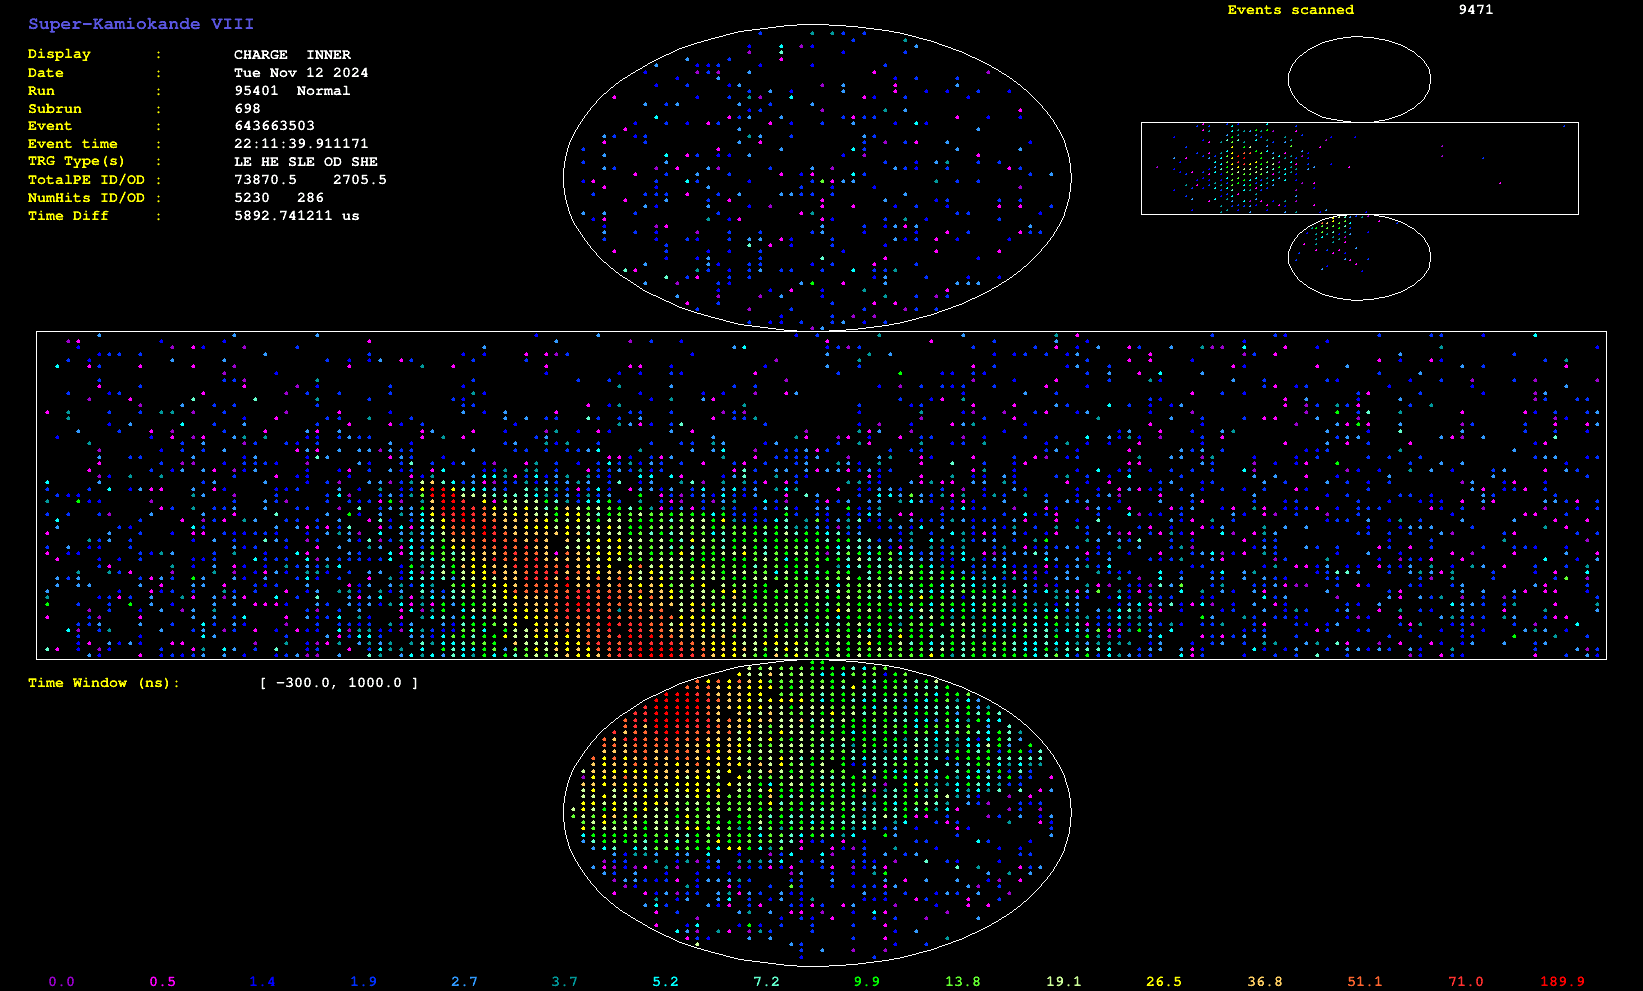 Super-Kamiokande VIII
Events scanned 9471
Display : CHARGE INNER
Date : Tue Nov 12 2024
Run : 95401 Normal
Subrun : 698
Event : 643663503
Event time : 22:11:39.911171
TRG Type(s) : LE HE SLE OD SHE
TotalPE ID/OD : 73870.5 2705.5
NumHits ID/OD : 5230 286
Time Diff : 5892.741211 us
Time Window (ns): [ -300.0, 1000.0 ]
0.0 0.5 1.4 1.9 2.7 3.7 5.2 7.2 9.9 13.8 19.1 26.5 36.8 51.1 71.0 189.9